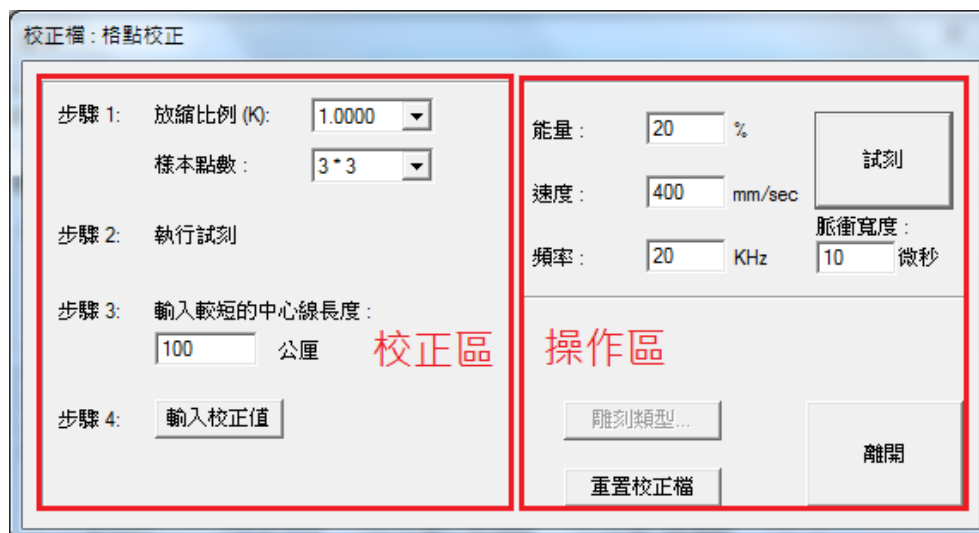 校正檔 : 格點校正
步驟 1: 放縮比例 (K): 1.0000
樣本點數 : 3 * 3
步驟 2: 執行試刻
步驟 3: 輸入較短的中心線長度 :
100 公厘
校正區
步驟 4: 輸入校正值
能量 : 20 %
試刻
速度 : 400 mm/sec
脈衝寬度 :
頻率 : 20 KHz
10 微秒
操作區
雕刻類型...
離開
重置校正檔